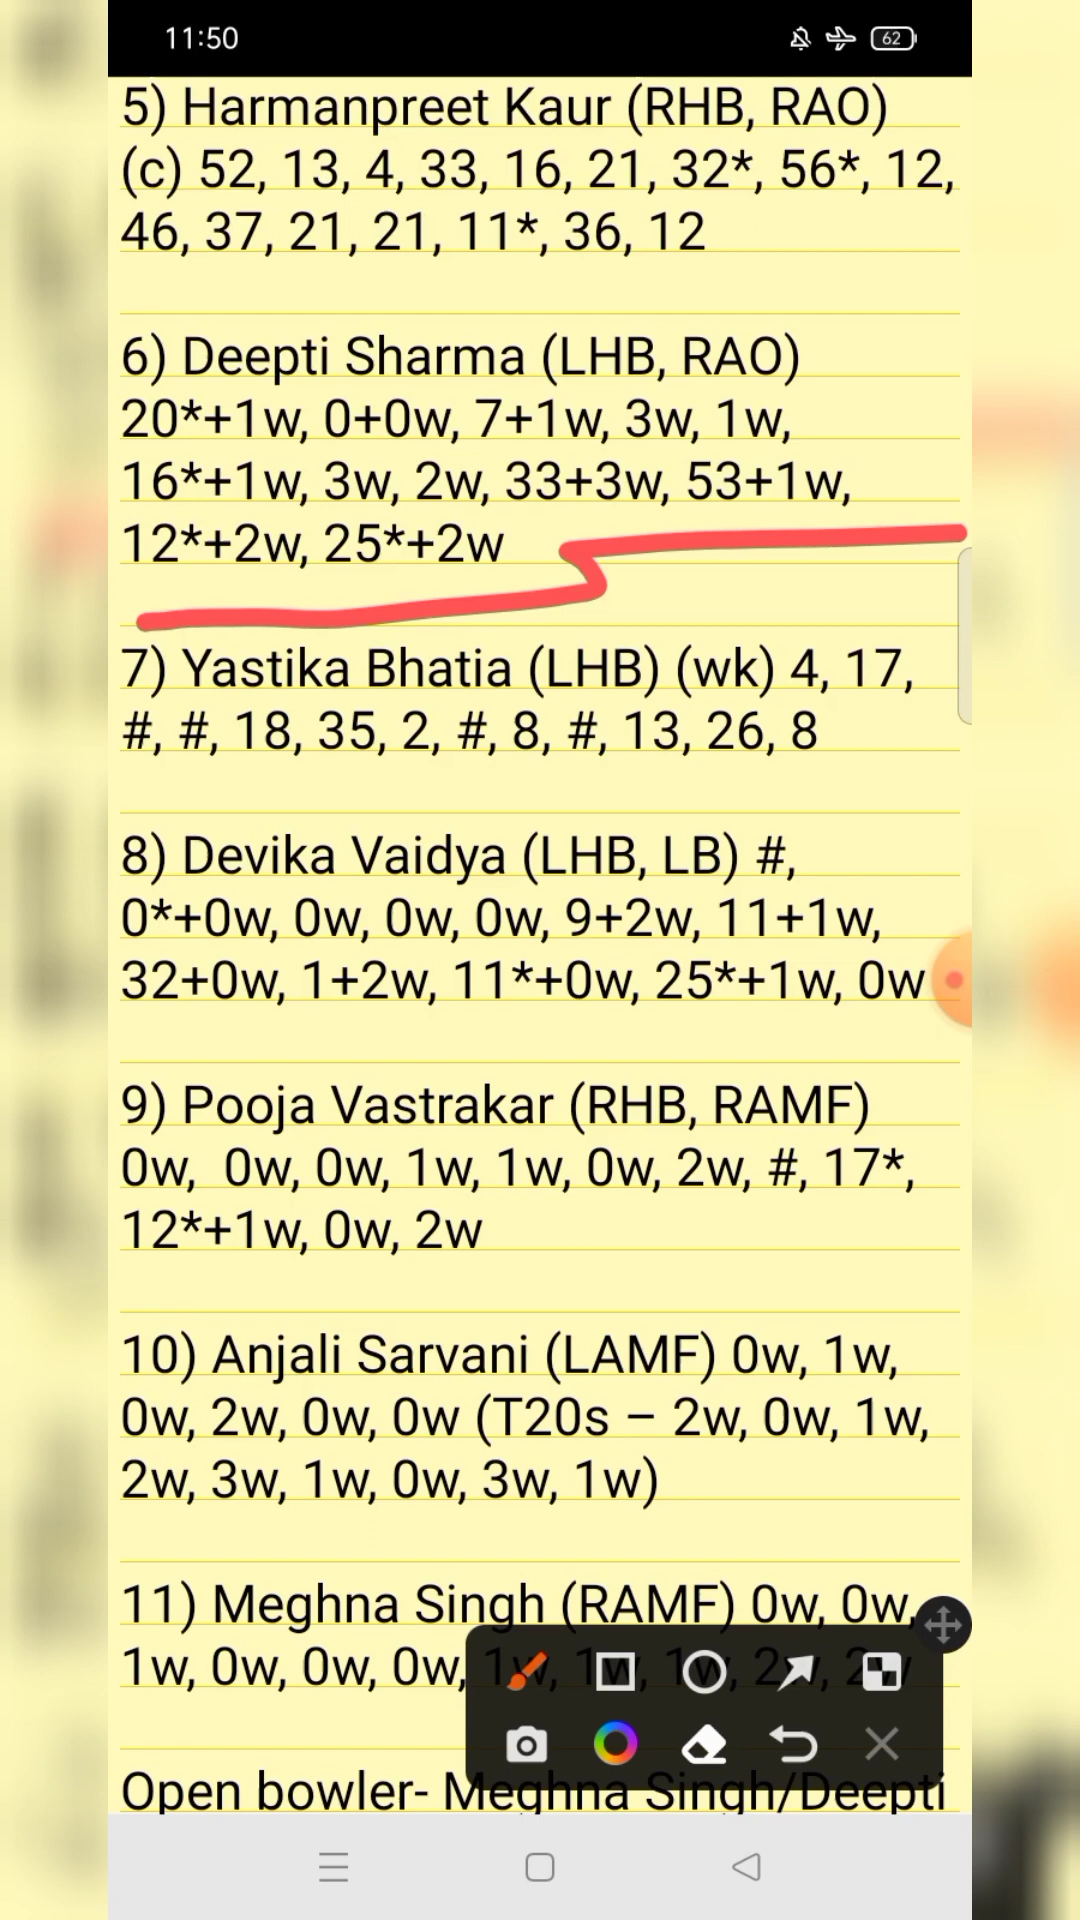 11:50
62
5) Harmanpreet Kaur (RHB, RAO)
(c) 52, 13, 4, 33, 16, 21, 32*, 56*, 12,
46, 37, 21, 21, 11*, 36, 12
6) Deepti Sharma (LHB, RAO)
20*+1w, 0+0w, 7+1w, 3w, 1w,
16*+1w, 3w, 2w, 33+3w, 53+1w,
12*+2w, 25*+2w
7) Yastika Bhatia (LHB) (wk) 4, 17,
#, #, 18, 35, 2, #, 8, #, 13, 26, 8
8) Devika Vaidya (LHB, LB) #,
0*+0w, 0w, 0w, 0w, 9+2w, 11+1w,
32+0w, 1+2w, 11*+0w, 25*+1w, 0w
9) Pooja Vastrakar (RHB, RAMF)
0w,  0w, 0w, 1w, 1w, 0w, 2w, #, 17*,
12*+1w, 0w, 2w
10) Anjali Sarvani (LAMF) 0w, 1w,
0w, 2w, 0w, 0w (T20s – 2w, 0w, 1w,
2w, 3w, 1w, 0w, 3w, 1w)
11) Meghna Singh (RAMF) 0w, 0w,
1w, 0w, 0w, 0w, 1w, 1w, 1w, 2w, 2w
Open bowler- Meghna Singh/Deepti